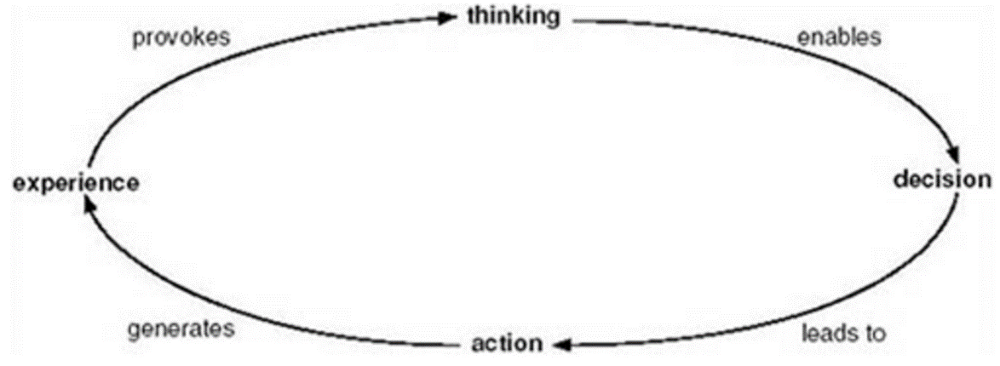 thinking
provokes
enables
experience
decision
generates
leads to
action